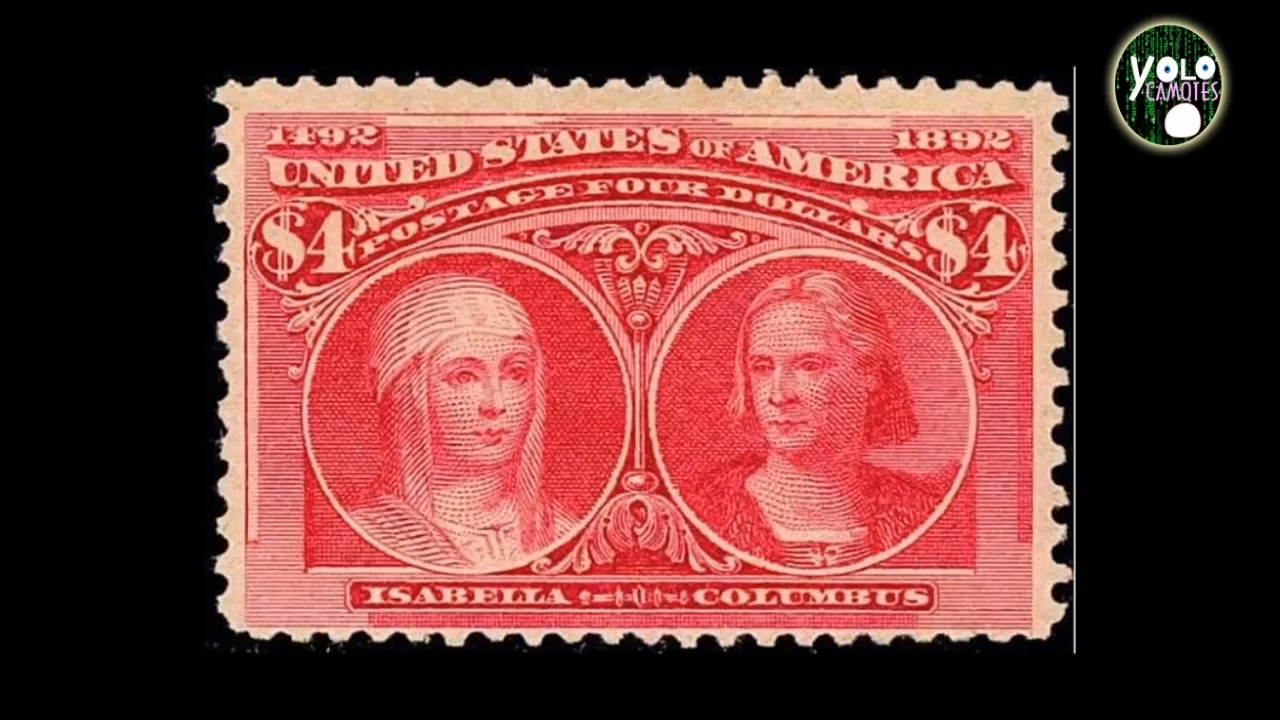 YOLO
CAMOTES
1492 1892
UNITED STATES OF AMERICA
$4 POSTAGE FOUR DOLLARS $4
ISABELLA COLUMBUS